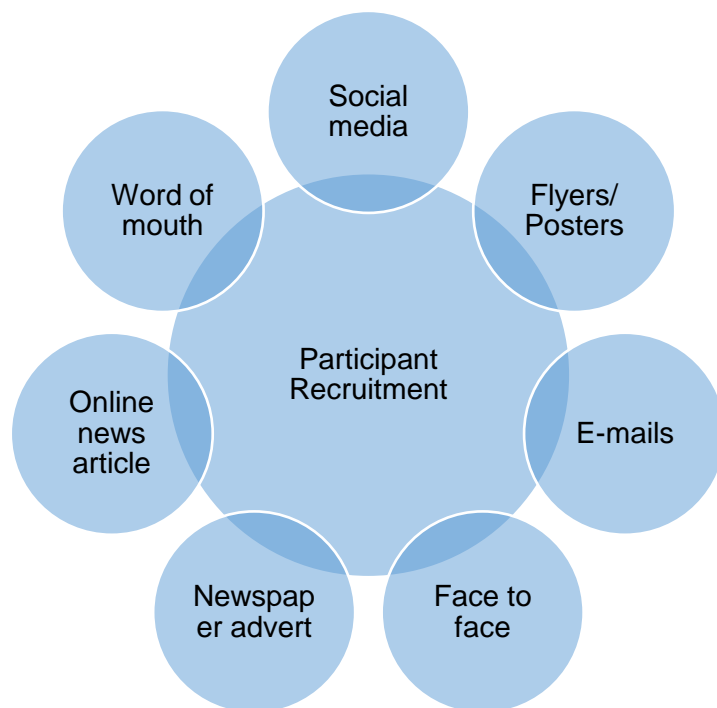 Social
media
Flyers/
Posters
E-mails
Face to
face
Newspap
er advert
Online
news
article
Word of
mouth
Participant
Recruitment